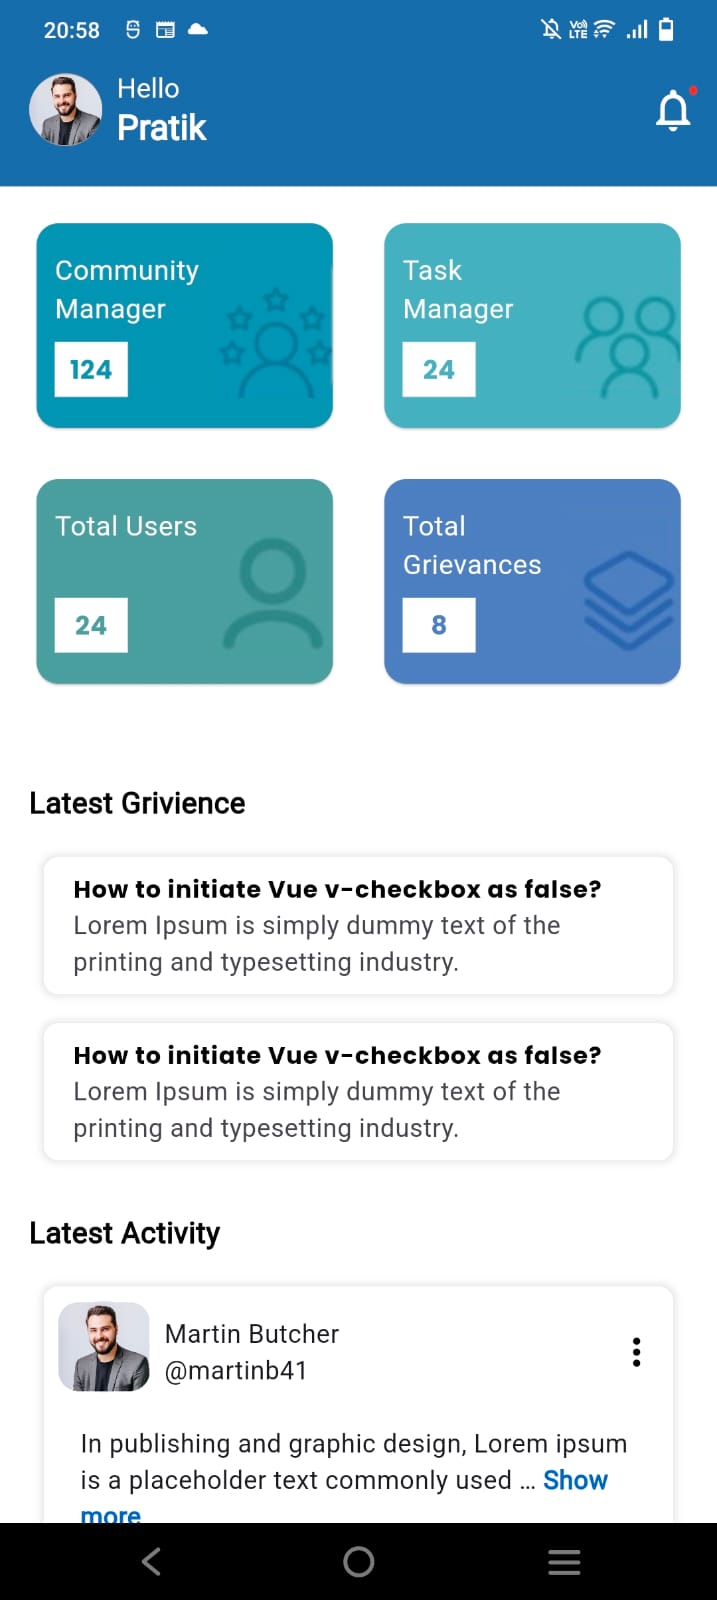 20:58
Vo)) LTE
Hello
Pratik
Community
Manager
124
Task
Manager
24
Total Users
24
Total
Grievances
8
Latest Grivience
How to initiate Vue v-checkbox as false?
Lorem Ipsum is simply dummy text of the
printing and typesetting industry.
How to initiate Vue v-checkbox as false?
Lorem Ipsum is simply dummy text of the
printing and typesetting industry.
Latest Activity
Martin Butcher
@martinb41
In publishing and graphic design, Lorem ipsum
is a placeholder text commonly used ... Show
more